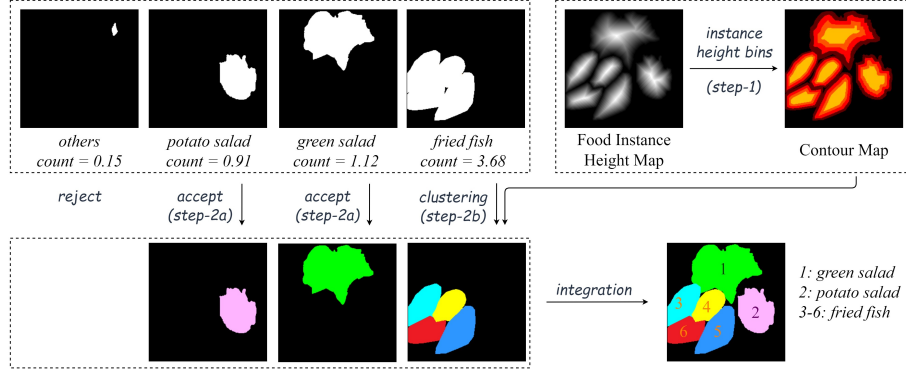 others
count = 0.15
potato salad
count = 0.91
green salad
count = 1.12
fried fish
count = 3.68
instance
height bins
(step-1)
Food Instance
Height Map
Contour Map
reject
accept
(step-2a)
accept
(step-2a)
clustering
(step-2b)
integration
1
2
3
4
5
6
1: green salad
2: potato salad
3-6: fried fish